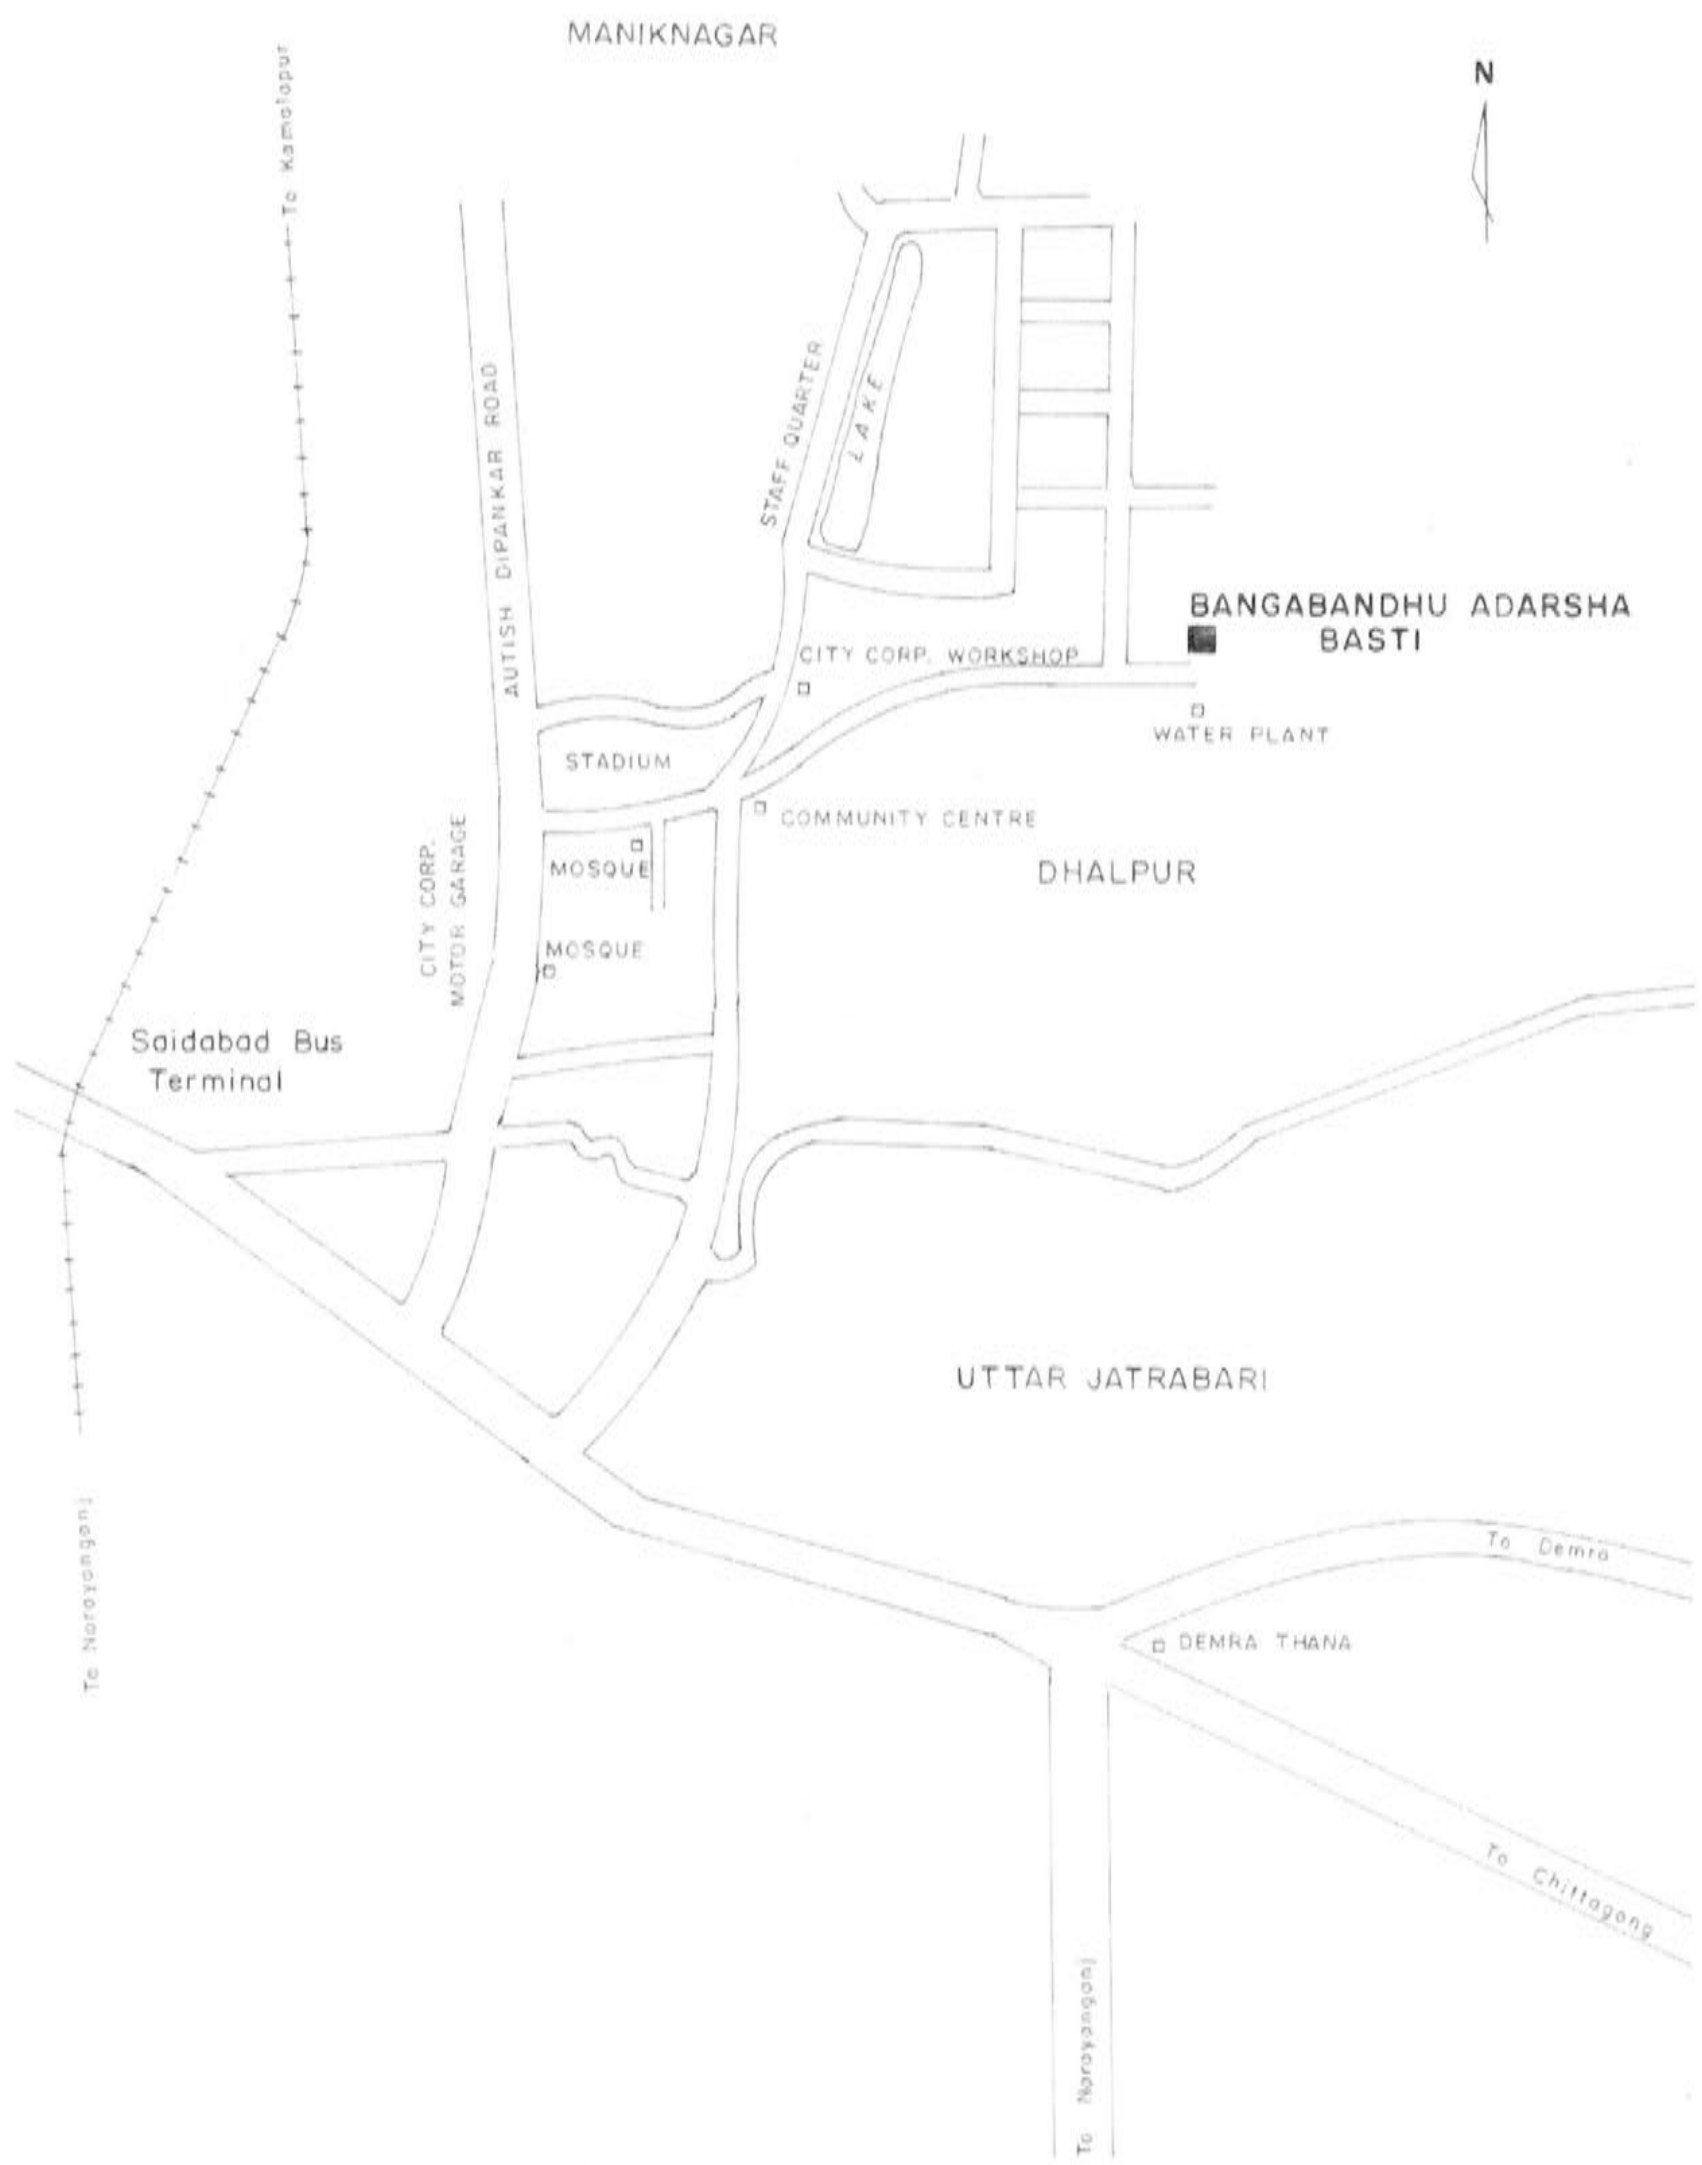 MANIKNAGAR
N
To Kamalapur
AUTISH DIPANKAR ROAD
STAFF QUARTER
LAKE
BANGABANDHU ADARSHA
BASTI
CITY CORP. WORKSHOP
WATER PLANT
STADIUM
COMMUNITY CENTRE
CITY CORP.
MOTOR GARAGE
MOSQUE
DHALPUR
MOSQUE
Saidabad Bus
Terminal
UTTAR JATRABARI
To Narayangonj
To Demra
DEMRA THANA
To Chittagong
To Narayangonj